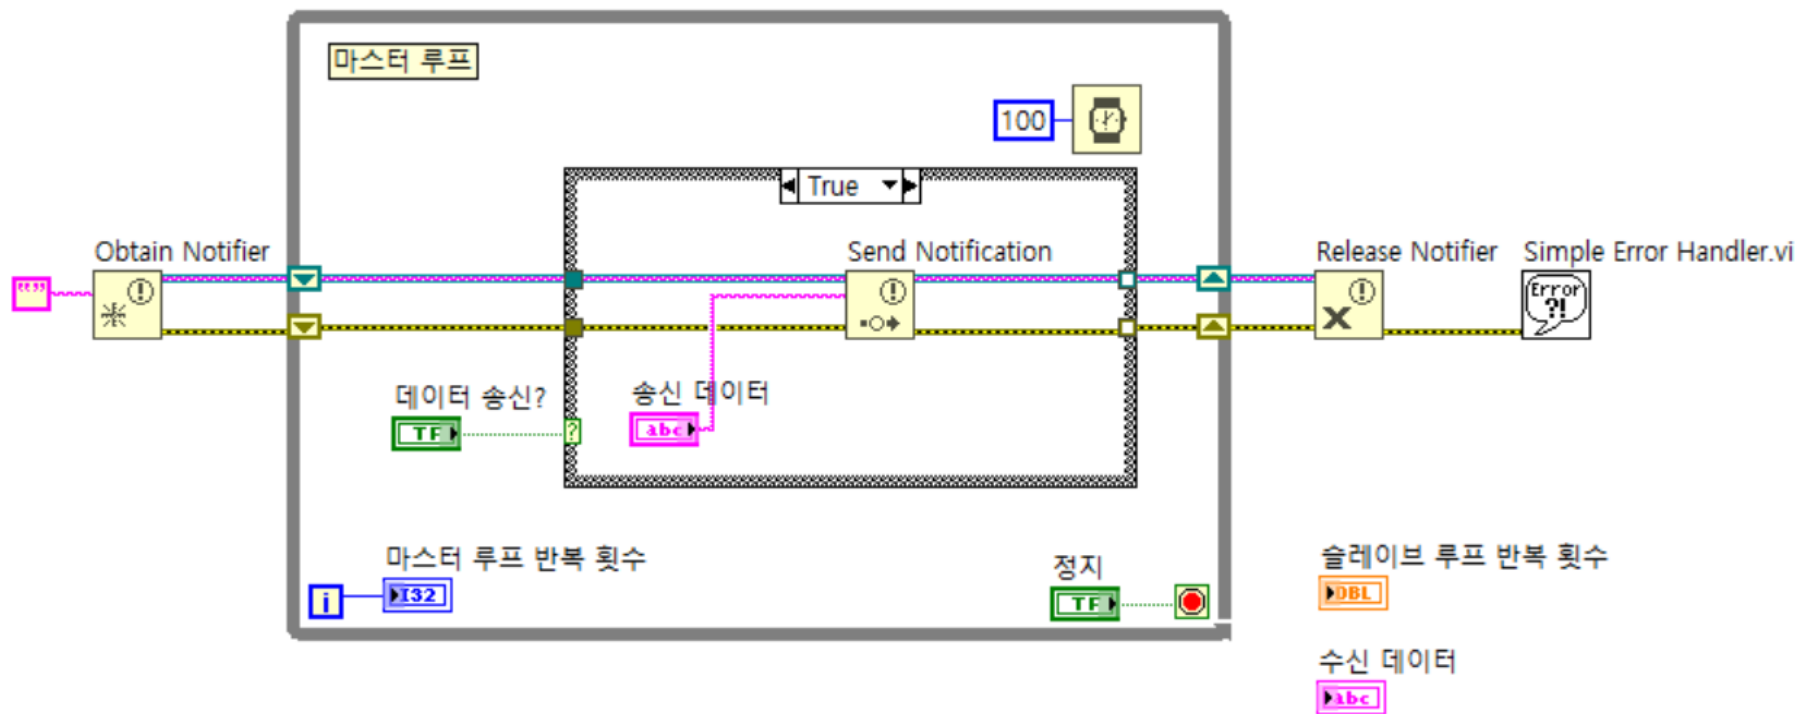 마스터 루프
100
True
Obtain Notifier
Send Notification
Release Notifier
Simple Error Handler.vi
""
Error
?!
데이터 송신?
송신 데이터
TF
?
abc
마스터 루프 반복 횟수
정지
슬레이브 루프 반복 횟수
i
I32
TF
DBL
수신 데이터
abc